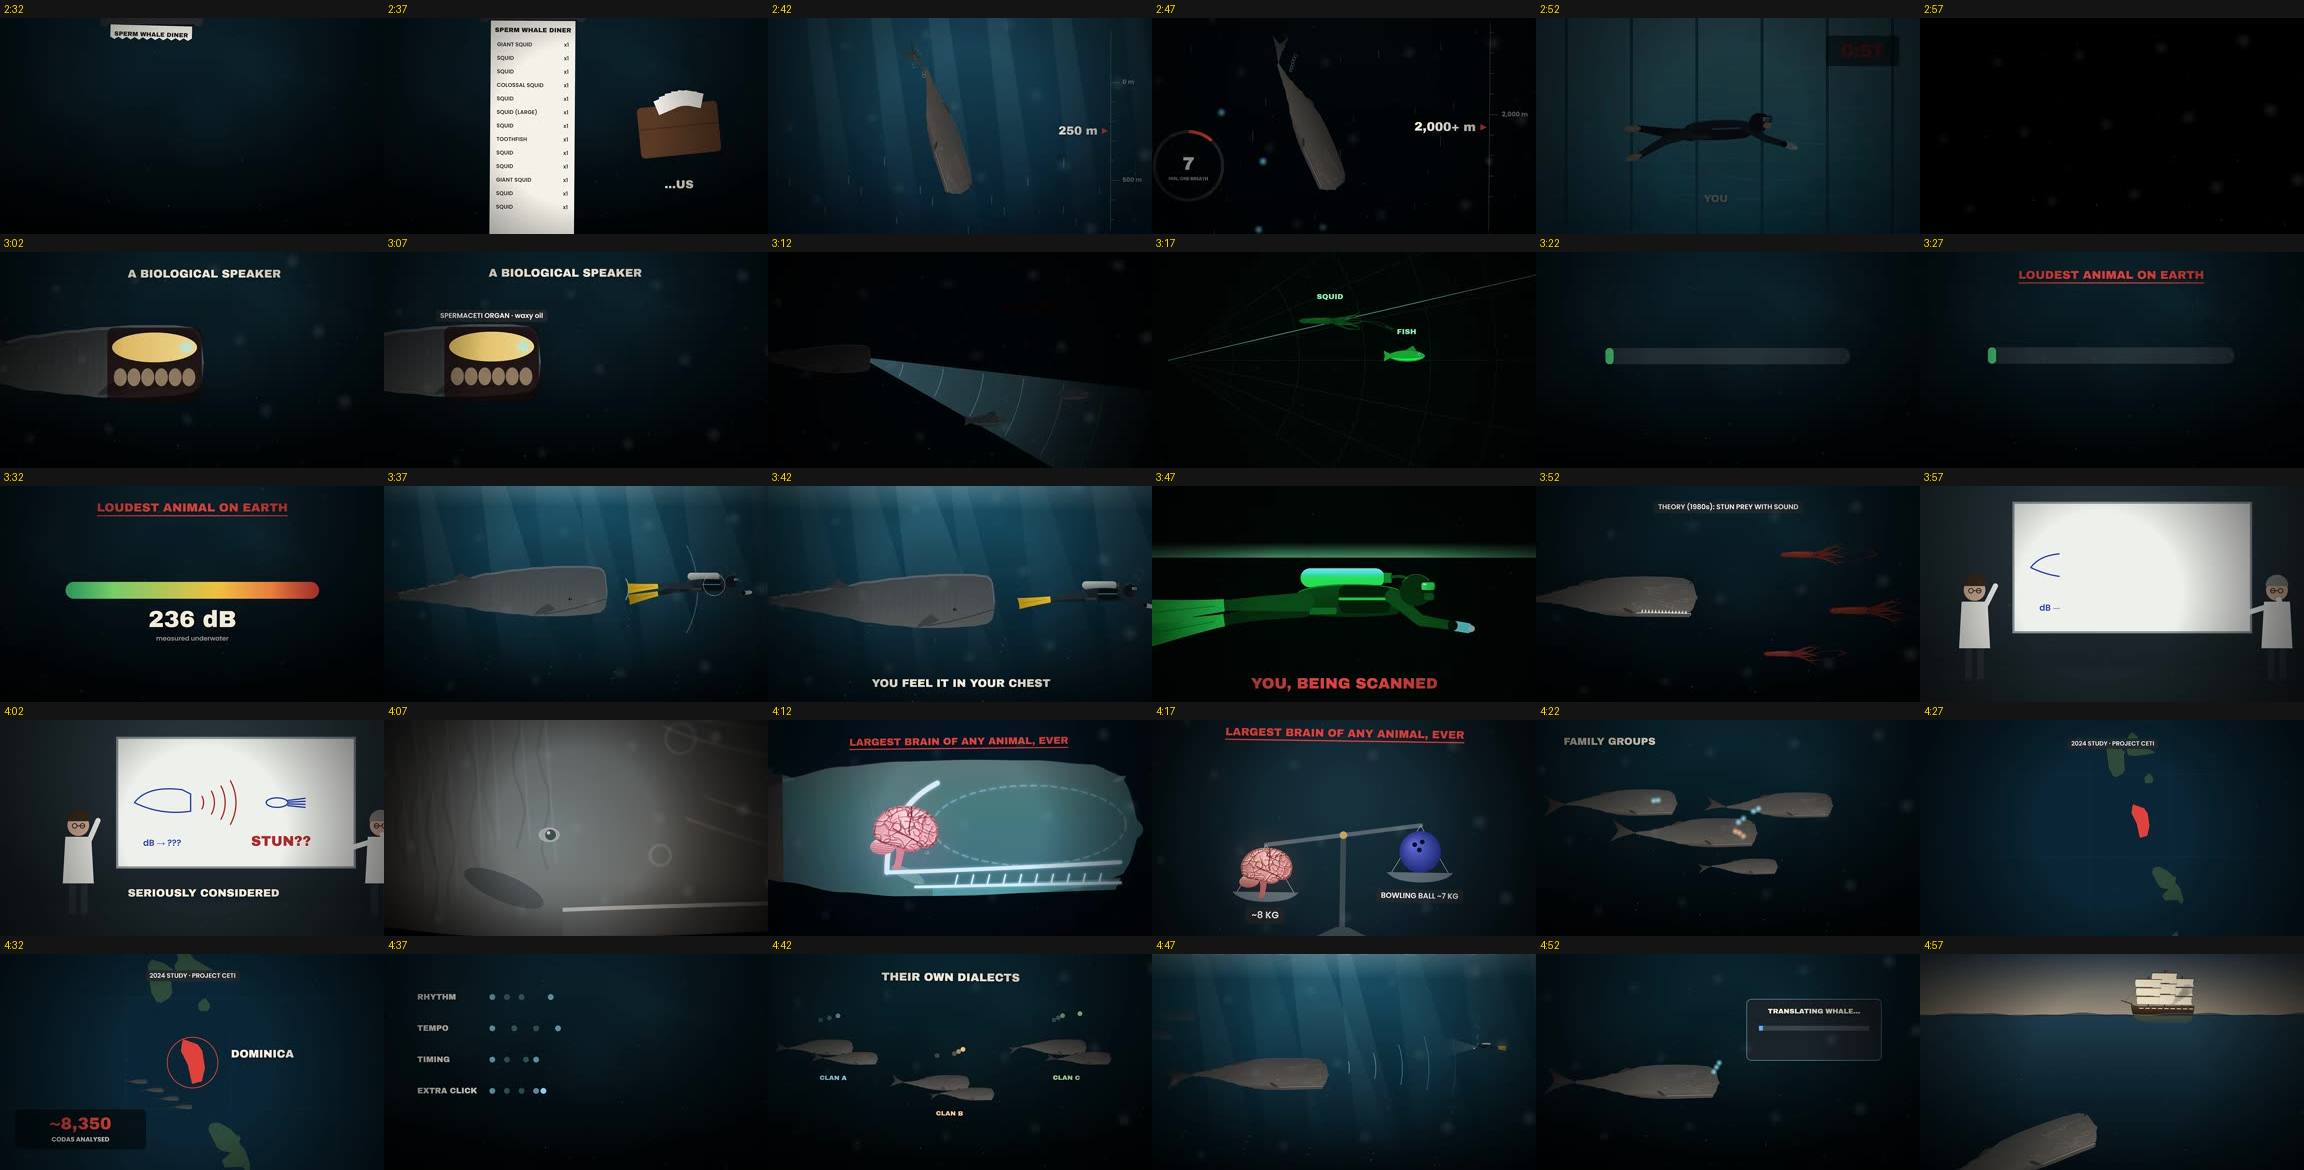 2:32
SPERM WHALE DINER
2:37
SPERM WHALE DINER
GIANT SQUID x1
SQUID x1
SQUID x1
COLOSSAL SQUID x1
SQUID x1
SQUID (LARGE) x1
SQUID x1
TOOTHFISH x1
SQUID x1
SQUID x1
GIANT SQUID x1
SQUID x1
SQUID x1
...US
2:42
0 m
250 m
500 m
2:47
2,000 m
2,000+ m
7
2:52
0:57
YOU
2:57
3:02
A BIOLOGICAL SPEAKER
3:07
A BIOLOGICAL SPEAKER
SPERMACETI ORGAN · waxy oil
3:12
3:17
SQUID
FISH
3:22
3:27
LOUDEST ANIMAL ON EARTH
3:32
LOUDEST ANIMAL ON EARTH
236 dB
measured underwater
3:37
3:42
YOU FEEL IT IN YOUR CHEST
3:47
YOU, BEING SCANNED
3:52
THEORY (1980s): STUN PREY WITH SOUND
3:57
dB
4:02
dB → ???
STUN??
SERIOUSLY CONSIDERED
4:07
4:12
LARGEST BRAIN OF ANY ANIMAL, EVER
4:17
LARGEST BRAIN OF ANY ANIMAL, EVER
~8 KG
BOWLING BALL ~7 KG
4:22
FAMILY GROUPS
4:27
2024 STUDY · PROJECT CETI
4:32
2024 STUDY · PROJECT CETI
DOMINICA
~8,350
CODAS ANALYSED
4:37
RHYTHM
TEMPO
TIMING
EXTRA CLICK
4:42
THEIR OWN DIALECTS
CLAN A
CLAN B
CLAN C
4:47
4:52
TRANSLATING WHALE...
4:57